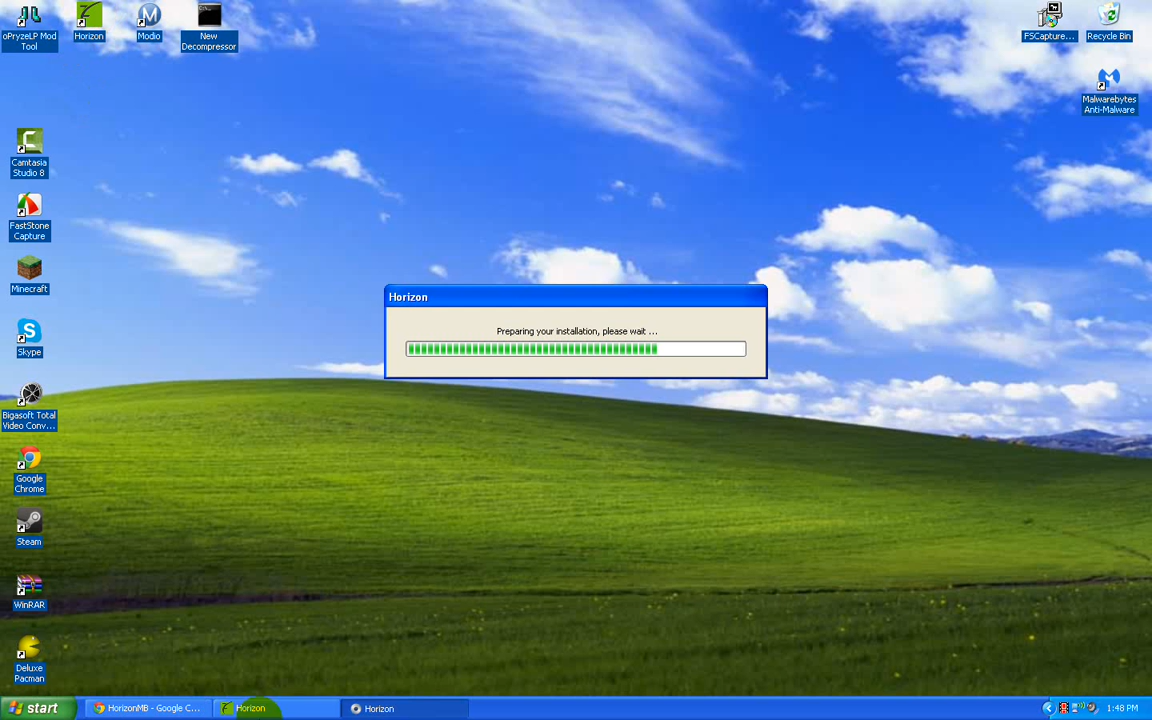 oPryzeLP Mod
Tool
Horizon
Modio
C:\.
New
Decompressor
FSCapture...
Recycle Bin
Malwarebytes
Anti-Malware
Camtasia
Studio 8
FastStone
Capture
Minecraft
Skype
Bigasoft Total
Video Conv...
Google
Chrome
Steam
WinRAR
Deluxe
Pacman
Horizon
Preparing your installation, please wait ...
start
HorizonMB - Google C...
Horizon
Horizon
1:48 PM